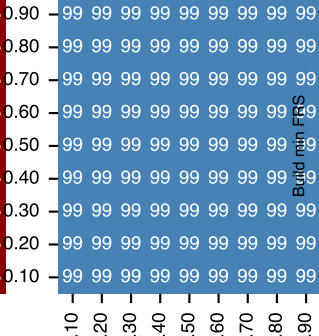 0.90 99 99 99 99 99 99 99 99 99
0.80 99 99 99 99 99 99 99 99 99
0.70 99 99 99 99 99 99 99 99 99
0.60 99 99 99 99 99 99 99 99 99
0.50 99 99 99 99 99 99 99 99 99
0.40 99 99 99 99 99 99 99 99 99
0.30 99 99 99 99 99 99 99 99 99
0.20 99 99 99 99 99 99 99 99 99
0.10 99 99 99 99 99 99 99 99 99
Build min FRS
.10 .20 .30 .40 .50 .60 .70 .80 .90